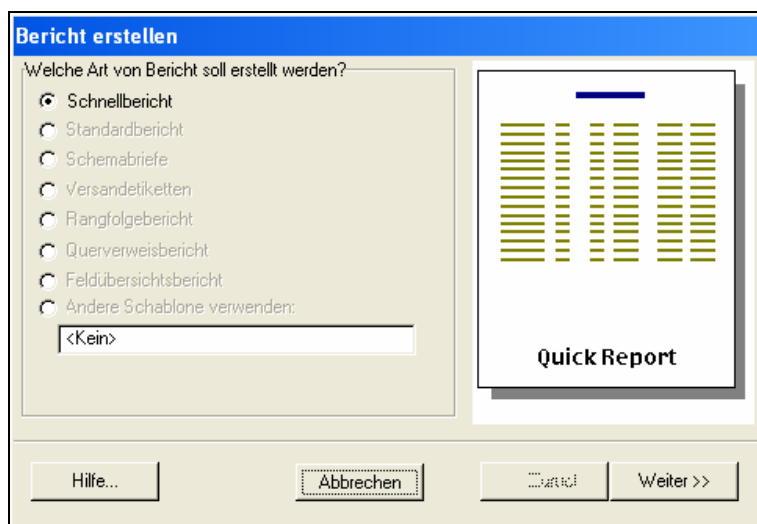 Bericht erstellen
Welche Art von Bericht soll erstellt werden?
Schnellbericht
Standardbericht
Schemabriefe
Versandetiketten
Rangfolgebericht
Querverweisbericht
Feldübersichtsbericht
Andere Schablone verwenden:
<Kein>
Quick Report
Hilfe...
Abbrechen
Weiter >>